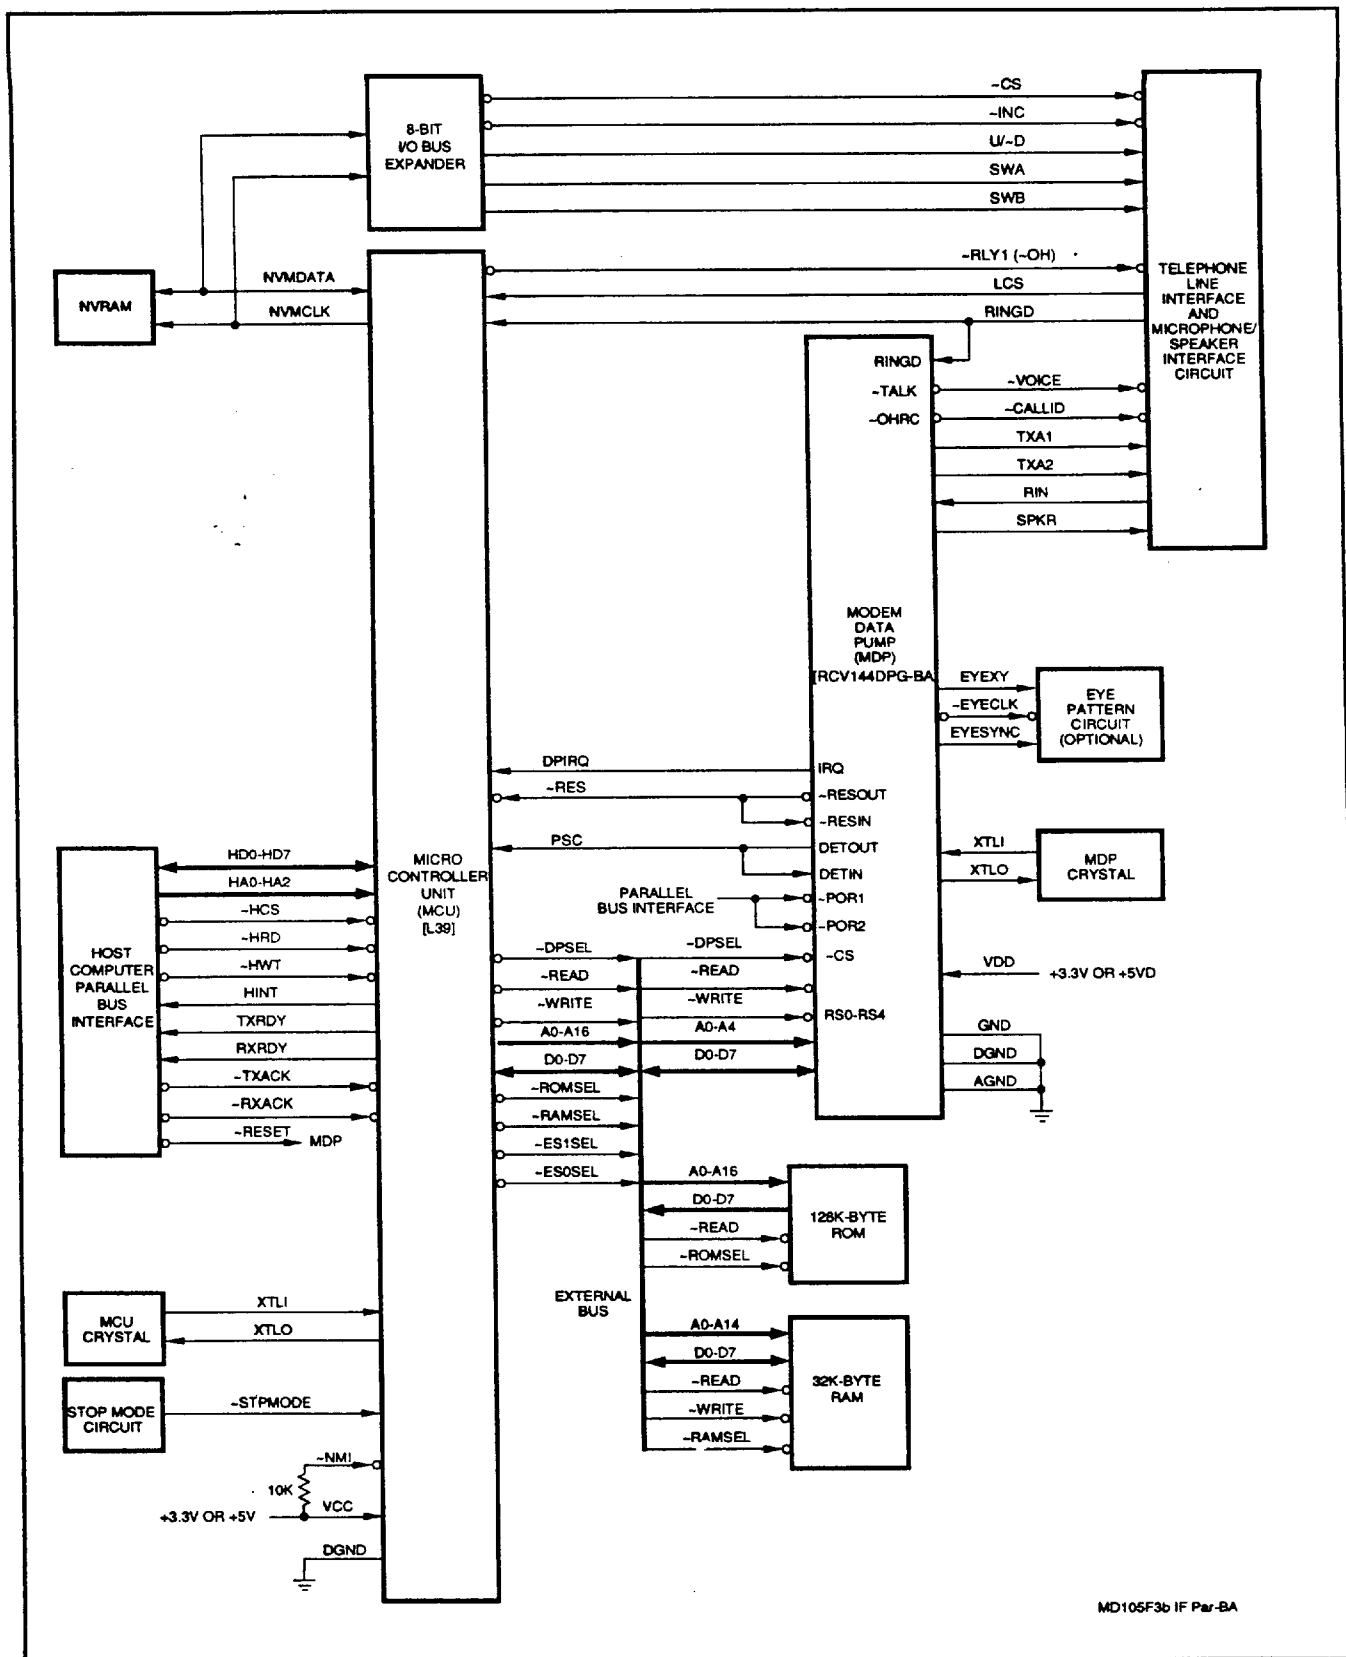 8-BIT
I/O BUS
EXPANDER
~CS
~INC
U/~D
SWA
SWB
NVRAM
NVMDATA
NVMCLK
~RLY1 (~OH)
LCS
RINGD
TELEPHONE
LINE
INTERFACE
AND
MICROPHONE/
SPEAKER
INTERFACE
CIRCUIT
RINGD
~TALK
~VOICE
~OHRC
~CALLID
TXA1
TXA2
RIN
SPKR
MODEM
DATA
PUMP
(MDP)
[RCV144DPG-BA
EYEXY
~EYECLK
EYESYNC
EYE
PATTERN
CIRCUIT
(OPTIONAL)
DPIRQ
IRQ
~RES
~RESOUT
~RESIN
PSC
DETOUT
DETIN
PARALLEL
BUS INTERFACE
~POR1
~POR2
XTLI
XTLO
MDP
CRYSTAL
HOST
COMPUTER
PARALLEL
BUS
INTERFACE
HD0-HD7
HA0-HA2
~HCS
~HRD
~HWT
HINT
TXRDY
RXRDY
~TXACK
~RXACK
~RESET
MDP
MICRO
CONTROLLER
UNIT
(MCU)
[L39]
~DPSEL
~READ
~WRITE
A0-A16
D0-D7
~ROMSEL
~RAMSEL
~ES1SEL
~ES0SEL
~DPSEL
~READ
~WRITE
A0-A4
D0-D7
~CS
RS0-RS4
VDD
+3.3V OR +5VD
GND
DGND
AGND
A0-A16
D0-D7
~READ
~ROMSEL
128K-BYTE
ROM
EXTERNAL
BUS
A0-A14
D0-D7
~READ
~WRITE
~RAMSEL
32K-BYTE
RAM
MCU
CRYSTAL
XTLI
XTLO
STOP MODE
CIRCUIT
~STPMODE
~NMI
10K
VCC
+3.3V OR +5V
DGND
MD105F3b IF Par-BA